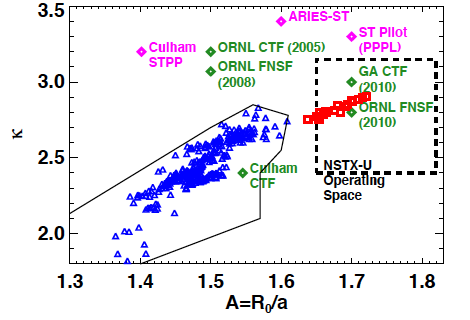 3.5
3.0
2.5
2.0
κ
ARIES-ST
Culham
STPP
ORNL CTF (2005)
ORNL FNSF
(2008)
ST Pilot
(PPPL)
GA CTF
(2010)
ORNL FNSF
(2010)
Culham
CTF
NSTX-U
Operating
Space
1.3 1.4 1.5 1.6 1.7 1.8
A=R₀/a